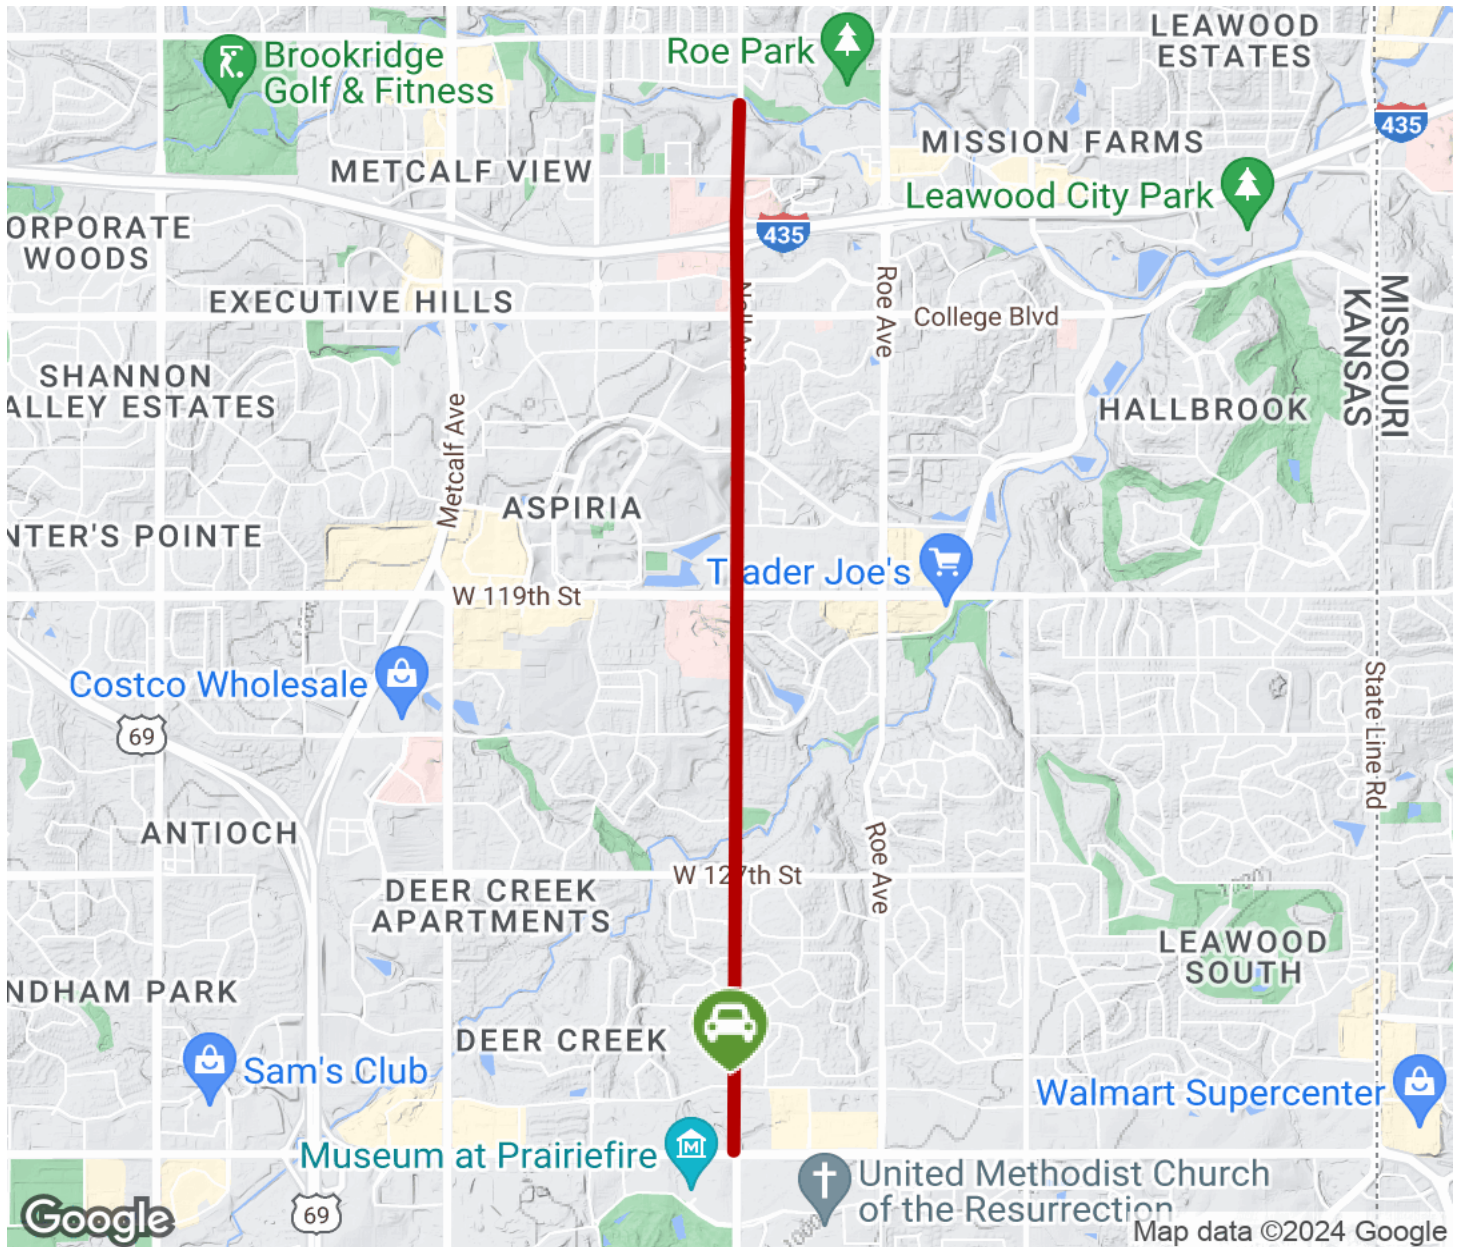 LEAWOOD
ESTATES
Roe Park
Brookridge
Golf & Fitness
435
MISSION FARMS
METCALF VIEW
Leawood City Park
ORPORATE
WOODS
435
EXECUTIVE HILLS
Roe Ave
College Blvd
MISSOURI
KANSAS
SHANNON
ALLEY ESTATES
HALLBROOK
Metcalf Ave
ASPIRIA
NTER'S POINTE
Trader Joe's
W 119th St
Costco Wholesale
69
State Line Rd
ANTIOCH
Roe Ave
W 127th St
DEER CREEK
APARTMENTS
LEAWOOD
SOUTH
NDHAM PARK
DEER CREEK
Sam's Club
Walmart Supercenter
Museum at Prairiefire
M
United Methodist Church
of the Resurrection
69
Google
Map data ©2024 Google